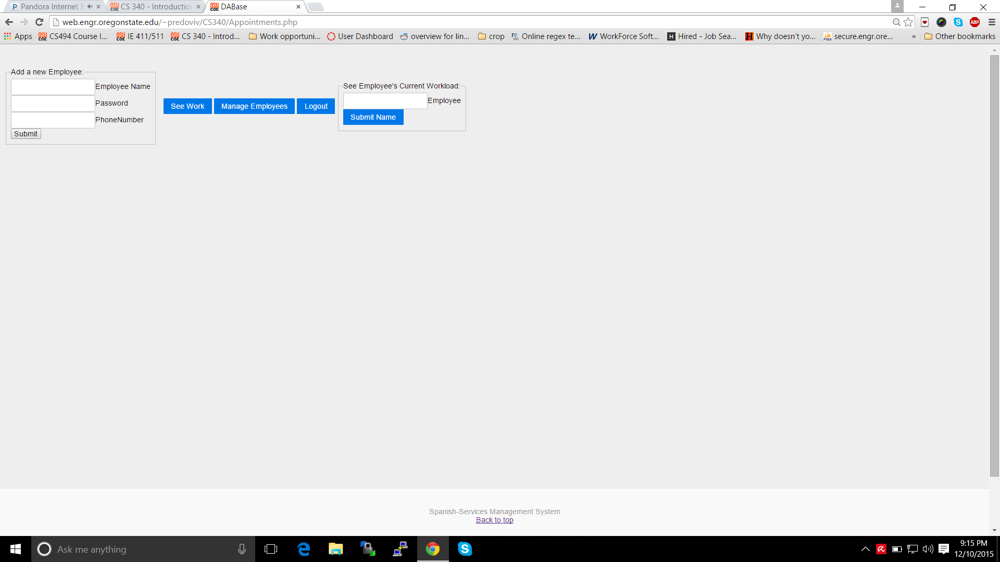 Pandora Internet R
CS 340 - Introduction
DABase
web.engr.oregonstate.edu/~predoviv/CS340/Appointments.php
ABP
Apps
CS494 Course I...
IE 411/511
CS 340 - Introd...
Work opportuni...
User Dashboard
overview for lin...
crop
Online regex te...
WorkForce Soft...
Hired - Job Sea...
Why doesn't yo...
secure.engr.ore...
»
Other bookmarks
Add a new Employee:
Employee Name
Password
PhoneNumber
Submit
See Work
Manage Employees
Logout
See Employee's Current Workload:
Employee
Submit Name
Spanish-Services Management System
Back to top
Ask me anything
9:15 PM
12/10/2015